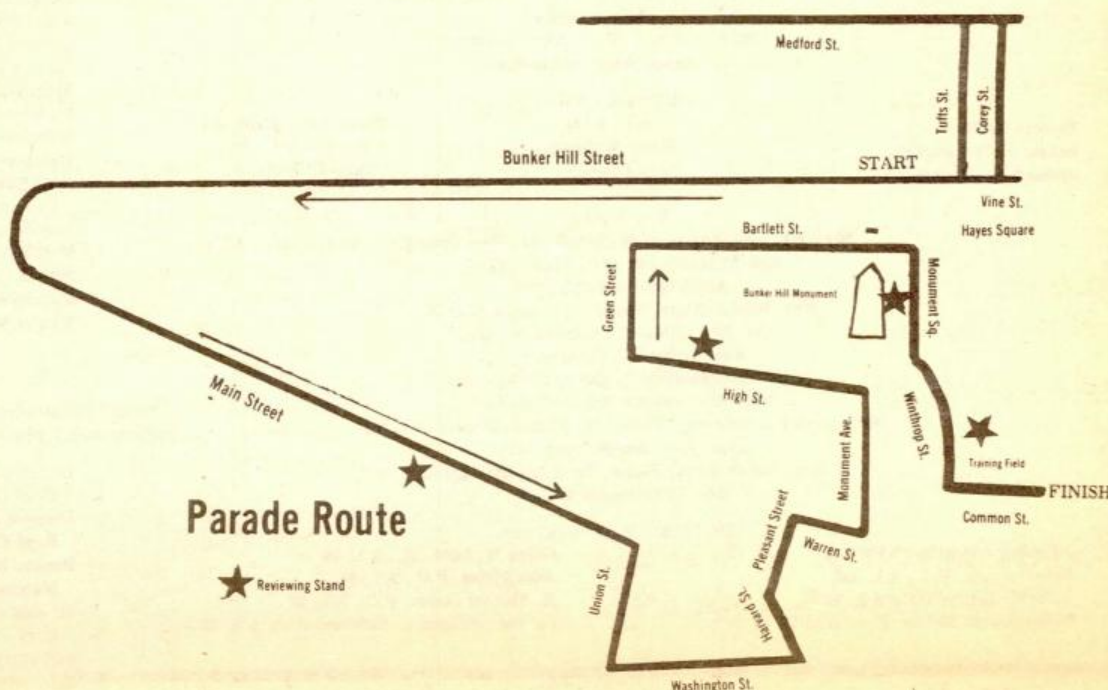 Medford St.
Tufts St.
Corey St.
Bunker Hill Street
START
Vine St.
Hayes Square
Bartlett St.
Green Street
Bunker Hill Monument
Monument Sq.
Main Street
High St.
Monument Ave.
Winthrop St.
Training Field
FINISH
Common St.
Parade Route
Pleasant Street
Warren St.
Reviewing Stand
Union St.
Harvard St.
Washington St.